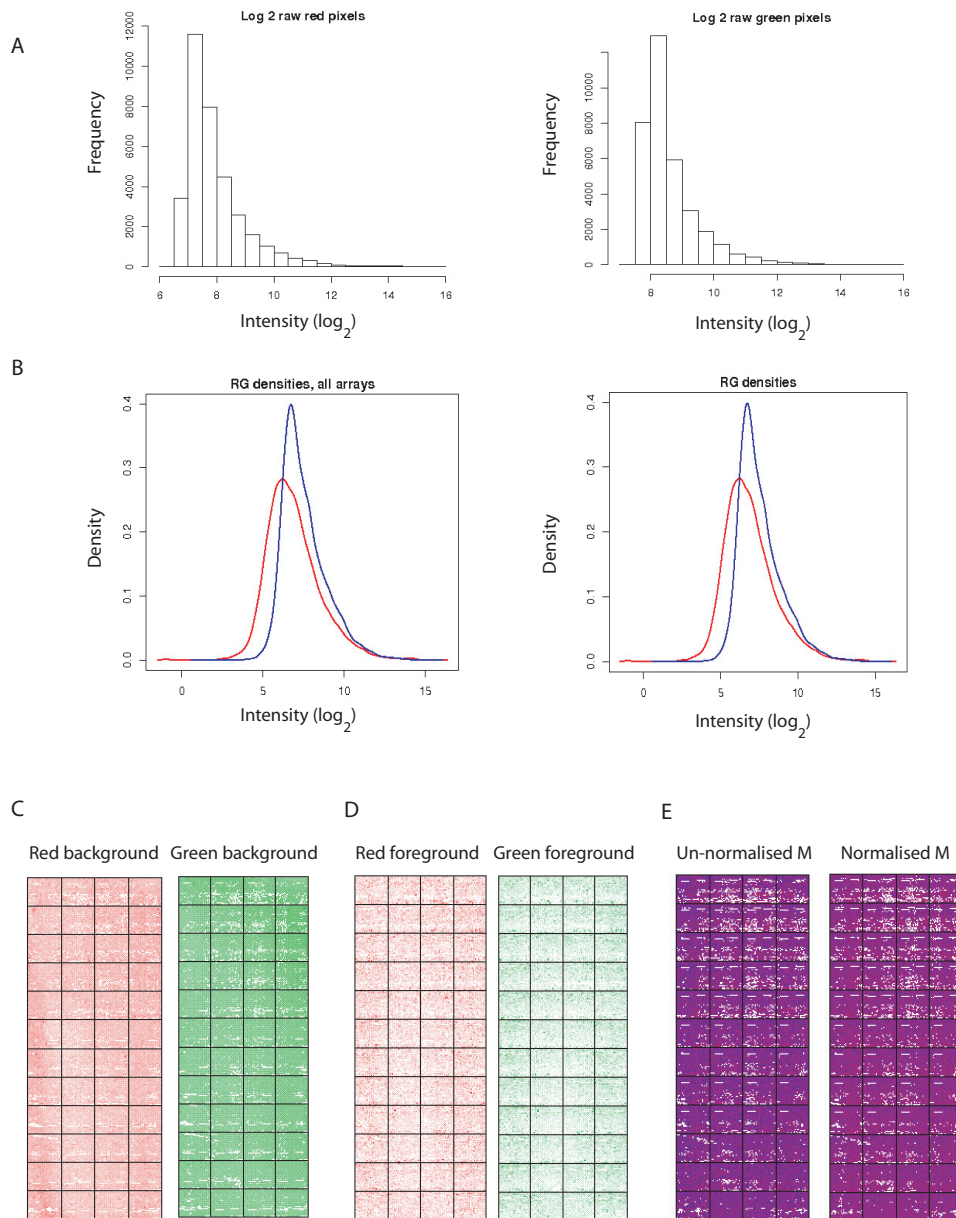 A
Log 2 raw red pixels
Frequency
0 2000 4000 6000 8000 10000 12000
6 8 10 12 14 16
Intensity (log2)
Log 2 raw green pixels
Frequency
0 2000 4000 6000 8000 10000
8 10 12 14 16
Intensity (log2)
B
RG densities, all arrays
Density
0.0 0.1 0.2 0.3 0.4
0 5 10 15
Intensity (log2)
RG densities
Density
0.0 0.1 0.2 0.3 0.4
0 5 10 15
Intensity (log2)
C
Red background
Green background
D
Red foreground
Green foreground
E
Un-normalised M
Normalised M